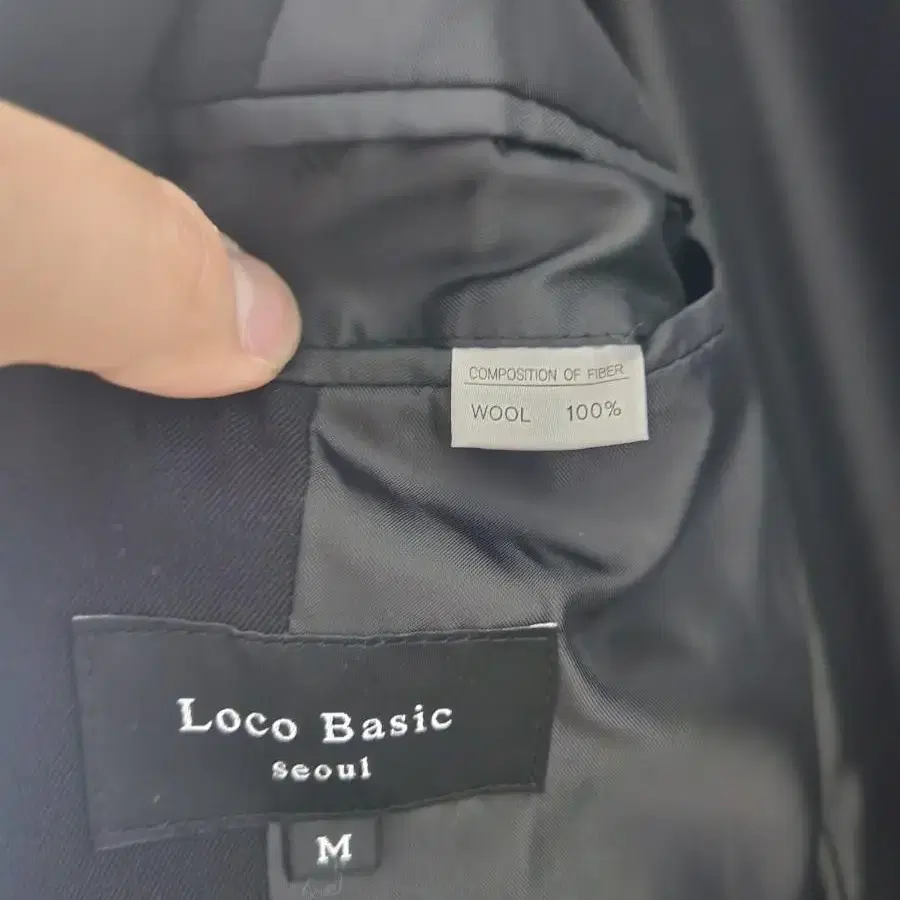 COMPOSITION OF FIBER
WOOL 100%
Loco Basic
seoul
M